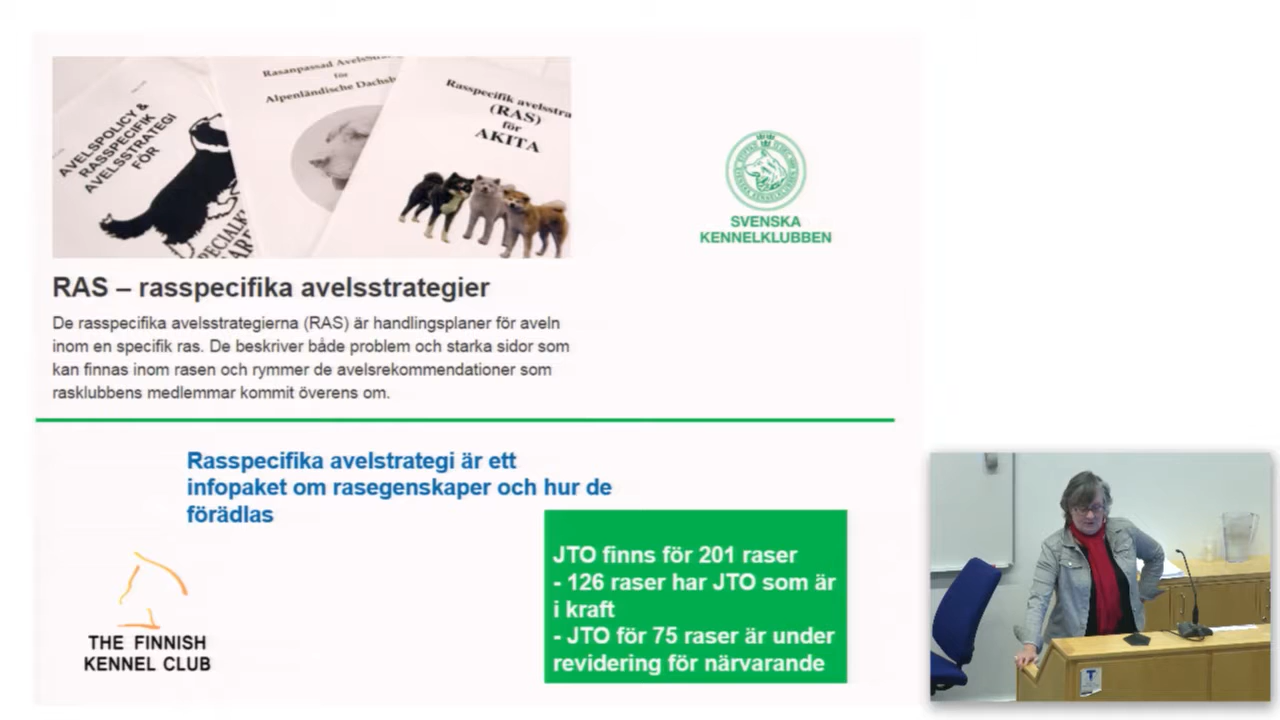 AVELSPOLICY &
RASSPECIFIK
AVELSSTRATEGI
FÖR
Rasanpassad
för
Alpenländische
Rasspecifik
(RAS)
för
AKITA
SVENSKA
KENNELKLUBBEN
RAS – rasspecifika avelsstrategier
De rasspecifika avelsstrategierna (RAS) är handlingsplaner för aveln
inom en specifik ras. De beskriver både problem och starka sidor som
kan finnas inom rasen och rymmer de avelsrekommendationer som
rasklubbens medlemmar kommit överens om.
Rasspecifika avelstrategi är ett
infopaket om rasegenskaper och hur de
förädlas
JTO finns för 201 raser
- 126 raser har JTO som är
i kraft
- JTO för 75 raser är under
revidering för närvarande
THE FINNISH
KENNEL CLUB